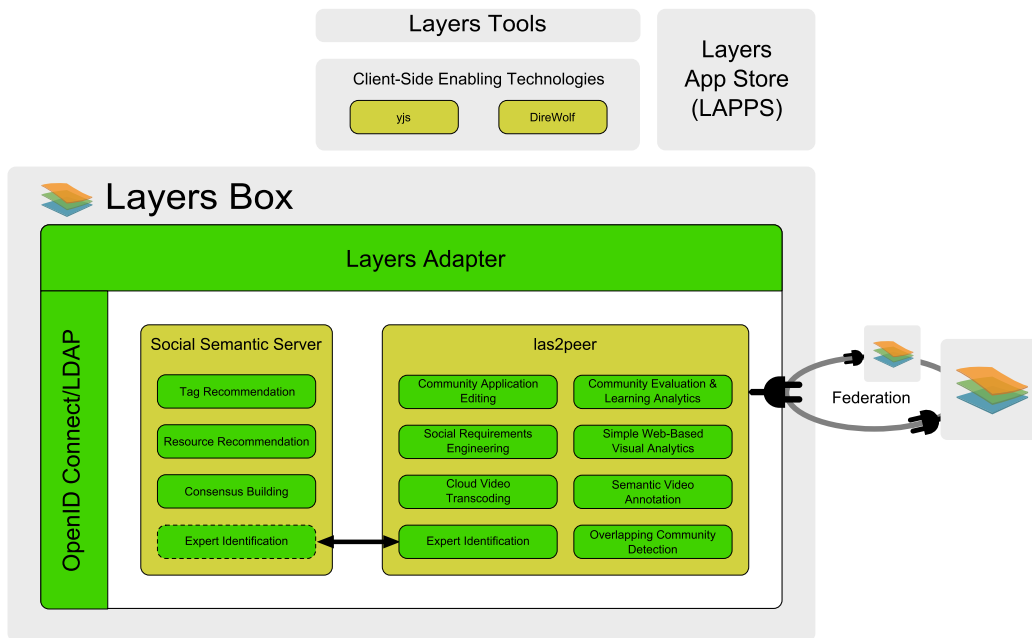 Layers Tools
Layers
App Store
(LAPPS)
Client-Side Enabling Technologies
yjs
DireWolf
Layers Box
Layers Adapter
OpenID Connect/LDAP
Social Semantic Server
Tag Recommendation
Resource Recommendation
Consensus Building
Expert Identification
las2peer
Community Application
Editing
Community Evaluation &
Learning Analytics
Social Requirements
Engineering
Simple Web-Based
Visual Analytics
Cloud Video
Transcoding
Semantic Video
Annotation
Expert Identification
Overlapping Community
Detection
Federation